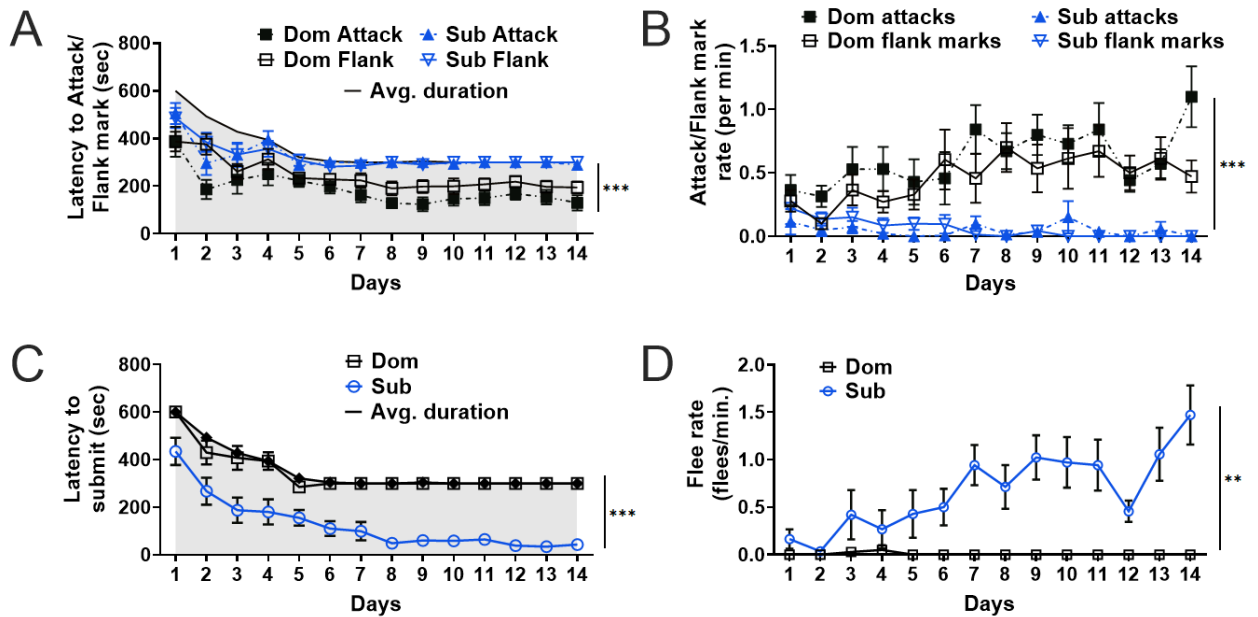 A
Latency to Attack/
Flank mark (sec)
800
600
400
200
0
Dom Attack
Sub Attack
Dom Flank
Sub Flank
Avg. duration
***
1 2 3 4 5 6 7 8 9 10 11 12 13 14
Days
B
Attack/Flank mark
rate (per min)
1.5
1.0
0.5
0.0
Dom attacks
Sub attacks
Dom flank marks
Sub flank marks
***
1 2 3 4 5 6 7 8 9 10 11 12 13 14
Days
C
Latency to
submit (sec)
800
600
400
200
0
Dom
Sub
Avg. duration
***
1 2 3 4 5 6 7 8 9 10 11 12 13 14
Days
D
Flee rate
(flees/min.)
2.0
1.5
1.0
0.5
0.0
Dom
Sub
**
1 2 3 4 5 6 7 8 9 10 11 12 13 14
Days